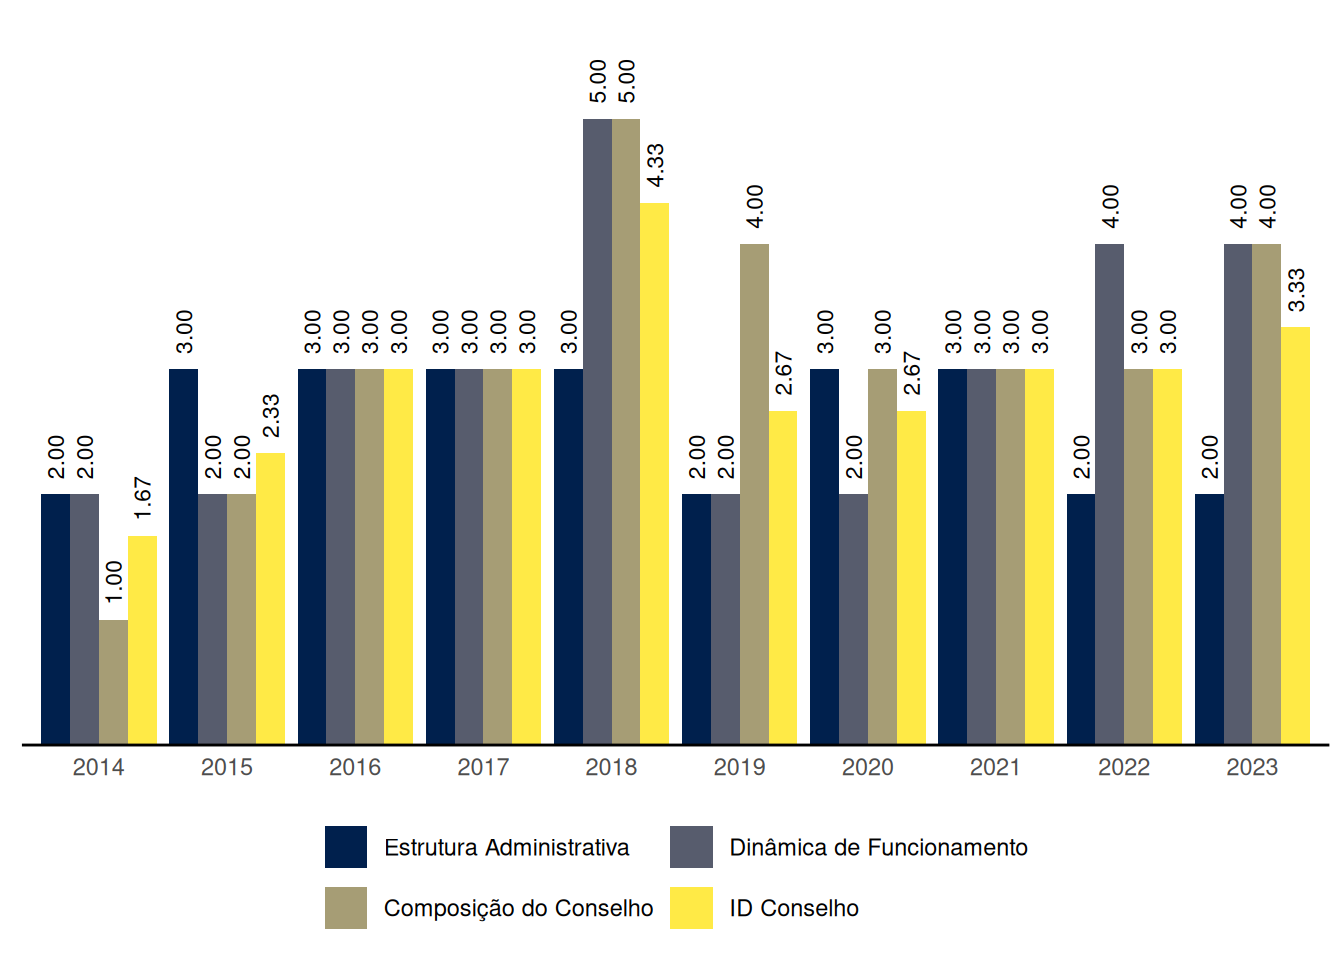 5.00 5.00
4.33
4.00 4.00 4.00 4.00
3.33
3.00 3.00 3.00 3.00 3.00 3.00 3.00 3.00 3.00 3.00 3.00 3.00 3.00 3.00 3.00 3.00 3.00 3.00
2.67 2.67
2.33
2.00 2.00 2.00 2.00 2.00 2.00 2.00 2.00 2.00
1.67
1.00
2014 2015 2016 2017 2018 2019 2020 2021 2022 2023
Estrutura Administrativa Dinâmica de Funcionamento
Composição do Conselho ID Conselho